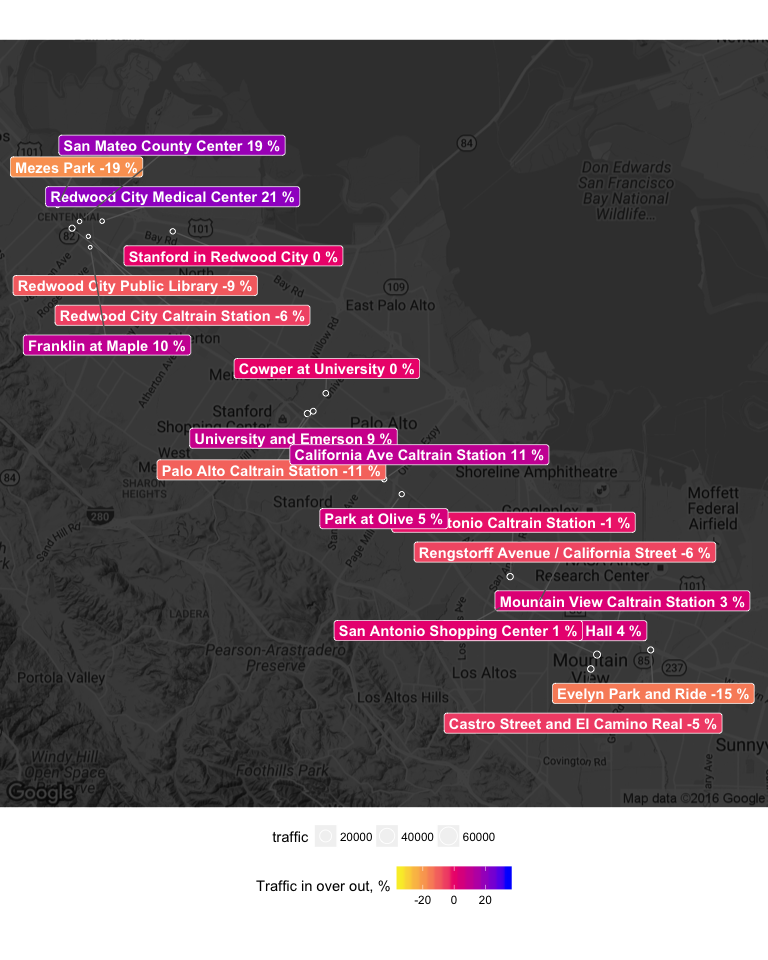 84
Don Edwards
San Francisco
Bay National
Wildlife...
101
San Mateo County Center 19 %
Mezes Park -19 %
Redwood City Medical Center 21 %
CENTENNIAL
82
Bay Rd
101
Stanford in Redwood City 0 %
North
Redwood City Public Library -9 %
Bay Rd
109
East Palo Alto
Redwood City Caltrain Station -6 %
Willow Rd
Franklin at Maple 10 %
Atherton Ave
Cowper at University 0 %
Stanford
Shopping Center
Palo Alto
University and Emerson 9 %
California Ave Caltrain Station 11 %
West
Palo Alto Caltrain Station -11 %
Shoreline Amphitheatre
84
SHARON
HEIGHTS
Stanford
Moffett
Federal
Airfield
280
Sand Hill Rd
Googleplex
Park at Olive 5 %
tonio Caltrain Station -1 %
Rengstorff Avenue / California Street -6 %
Research Center
101
Mountain View Caltrain Station 3 %
LADERA
San Antonio Shopping Center 1 %
Hall 4 %
Pearson-Arastradero
Preserve
Mountain
View
85
237
Portola Valley
Los Altos
Los Altos Hills
Evelyn Park and Ride -15 %
Castro Street and El Camino Real -5 %
Sunnyv
Windy Hill
Open Space
Foothills Park
Covington Rd
Google
Map data ©2016 Google
traffic
20000
40000
60000
Traffic in over out, %
-20
0
20